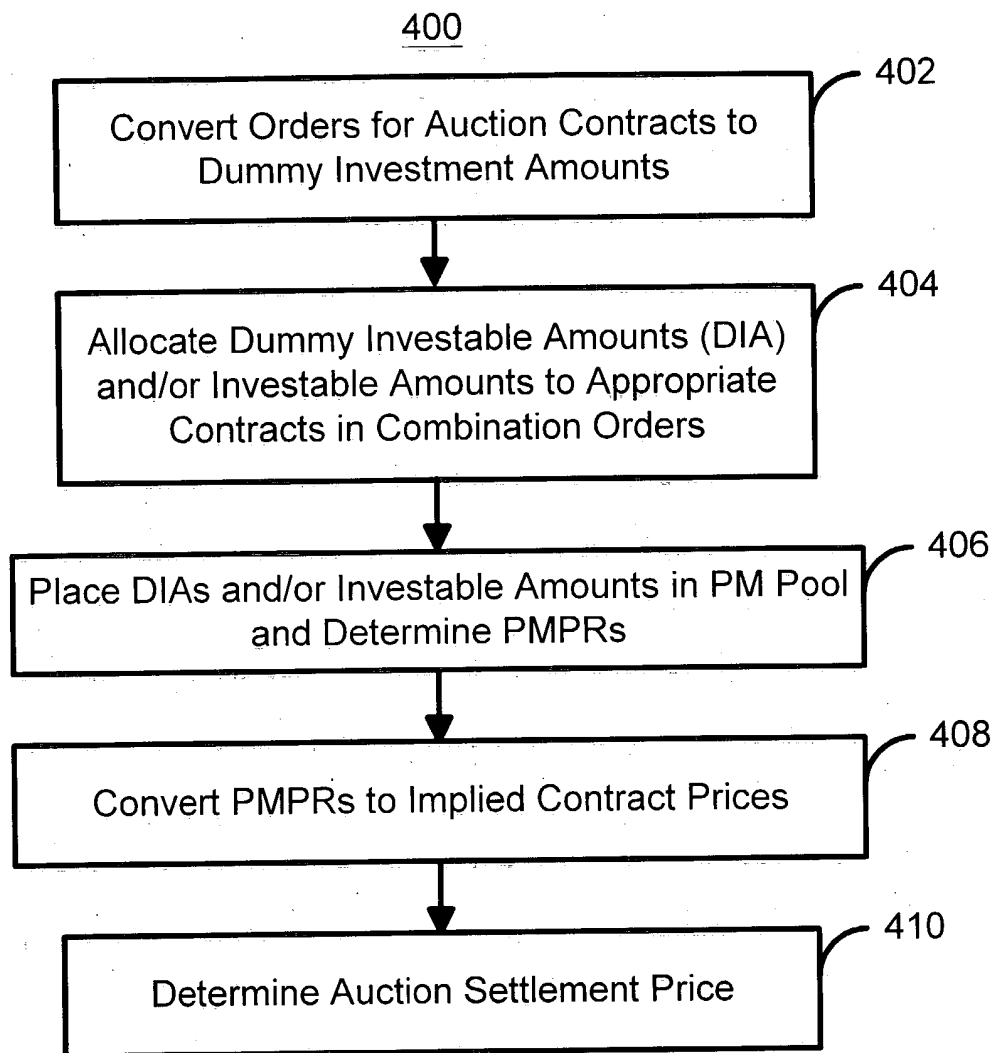 400
402
Convert Orders for Auction Contracts to
Dummy Investment Amounts
404
Allocate Dummy Investable Amounts (DIA)
and/or Investable Amounts to Appropriate
Contracts in Combination Orders
406
Place DIAs and/or Investable Amounts in PM Pool
and Determine PMPRs
408
Convert PMPRs to Implied Contract Prices
410
Determine Auction Settlement Price